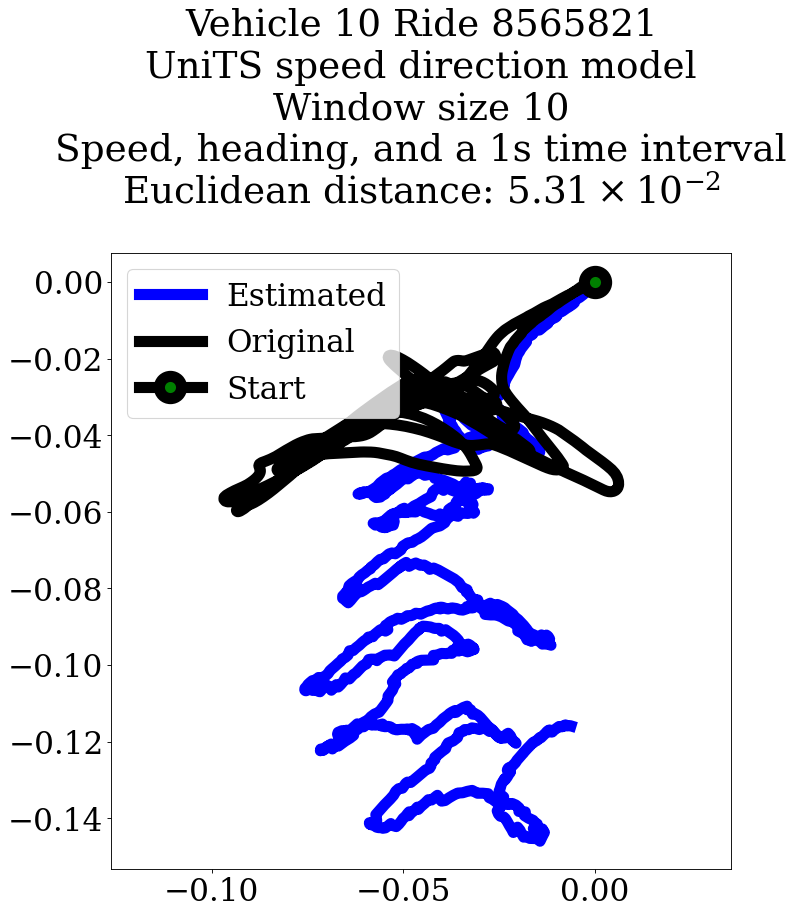 Vehicle 10 Ride 8565821
UniTS speed direction model
Window size 10
Speed, heading, and a 1s time interval
Euclidean distance: 5.31 × 10⁻²
Estimated
Original
Start
0.00
−0.02
−0.04
−0.06
−0.08
−0.10
−0.12
−0.14
−0.10
−0.05
0.00